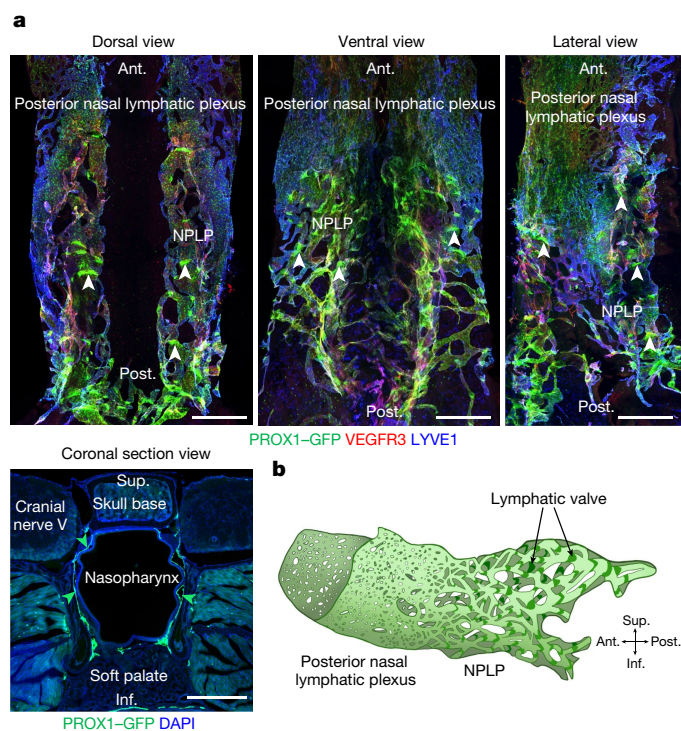 a
Dorsal view
Ant.
Posterior nasal lymphatic plexus
NPLP
Post.
Ventral view
Ant.
Posterior nasal lymphatic plexus
NPLP
Post.
Lateral view
Ant.
Posterior nasal
lymphatic plexus
NPLP
Post.
PROX1–GFP VEGFR3 LYVE1
Coronal section view
Sup.
Skull base
Cranial
nerve V
Nasopharynx
Soft palate
Inf.
PROX1–GFP DAPI
b
Lymphatic valve
Posterior nasal
lymphatic plexus
NPLP
Sup.
Ant.
Post.
Inf.